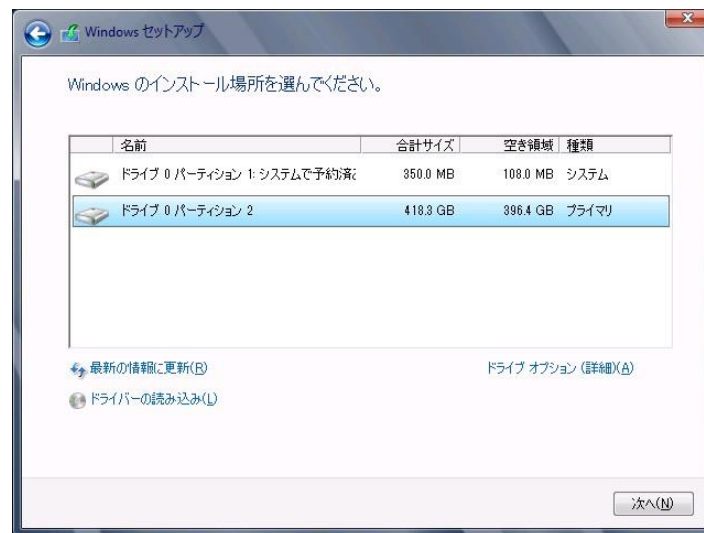 Windows セットアップ
Windows のインストール場所を選んでください。
名前 合計サイズ 空き領域 種類
ドライブ 0 パーティション 1: システムで予約済 350.0 MB 108.0 MB システム
ドライブ 0 パーティション 2 418.3 GB 396.4 GB プライマリ
最新の情報に更新(R) ドライブ オプション (詳細)(A)
ドライバーの読み込み(L)
次へ(N)